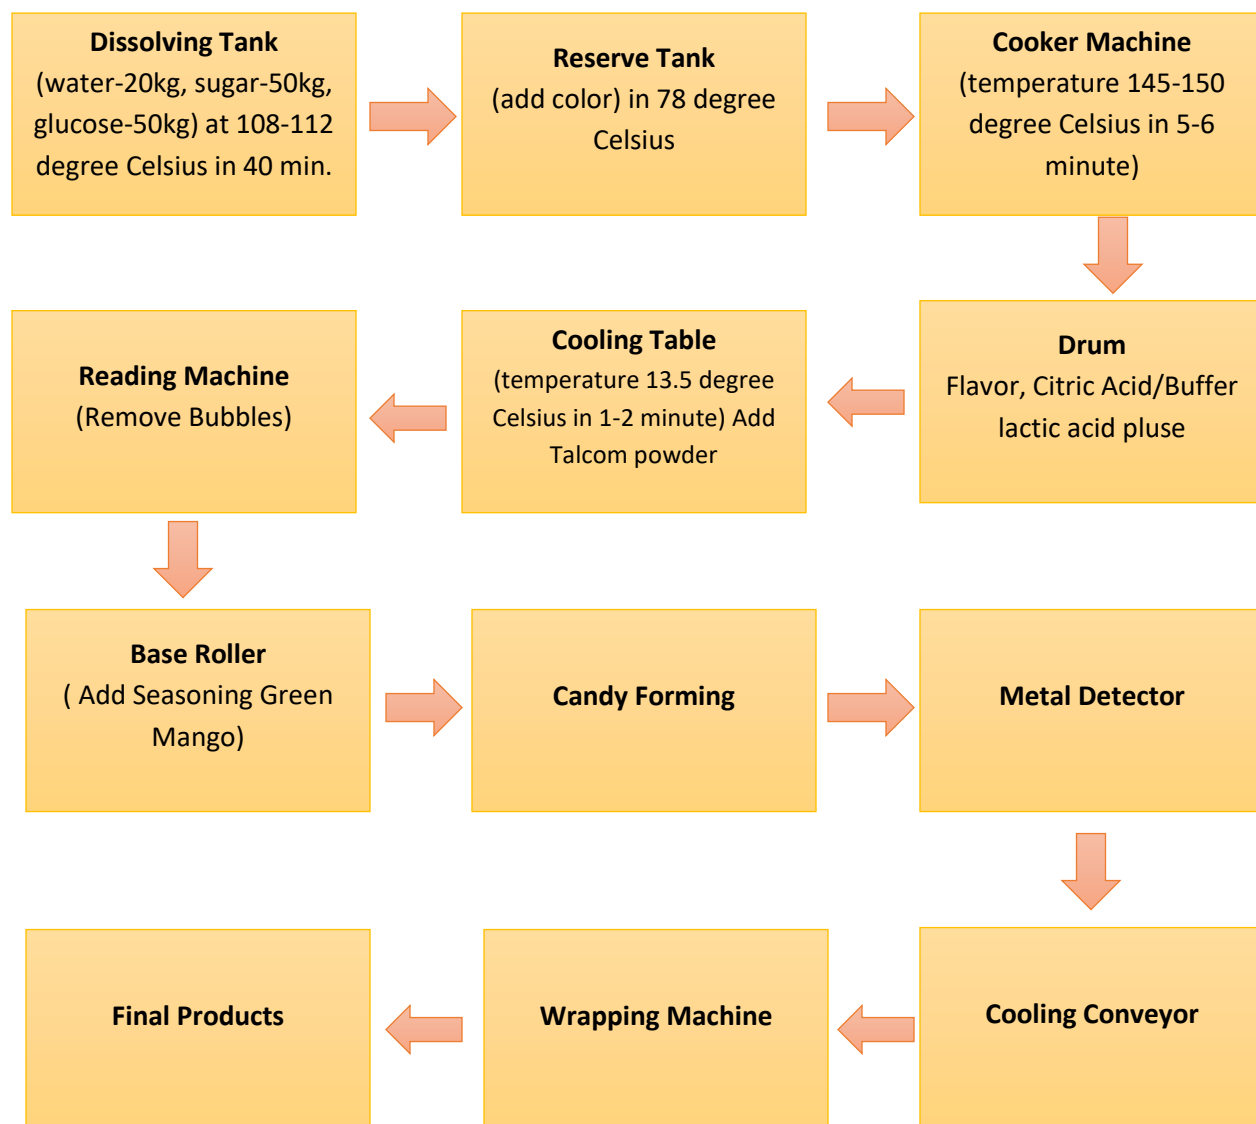 Dissolving Tank
(water-20kg, sugar-50kg,
glucose-50kg) at 108-112
degree Celsius in 40 min.
Reserve Tank
(add color) in 78 degree
Celsius
Cooker Machine
(temperature 145-150
degree Celsius in 5-6
minute)
Drum
Flavor, Citric Acid/Buffer
lactic acid pluse
Cooling Table
(temperature 13.5 degree
Celsius in 1-2 minute) Add
Talcom powder
Reading Machine
(Remove Bubbles)
Base Roller
( Add Seasoning Green
Mango)
Candy Forming
Metal Detector
Cooling Conveyor
Wrapping Machine
Final Products